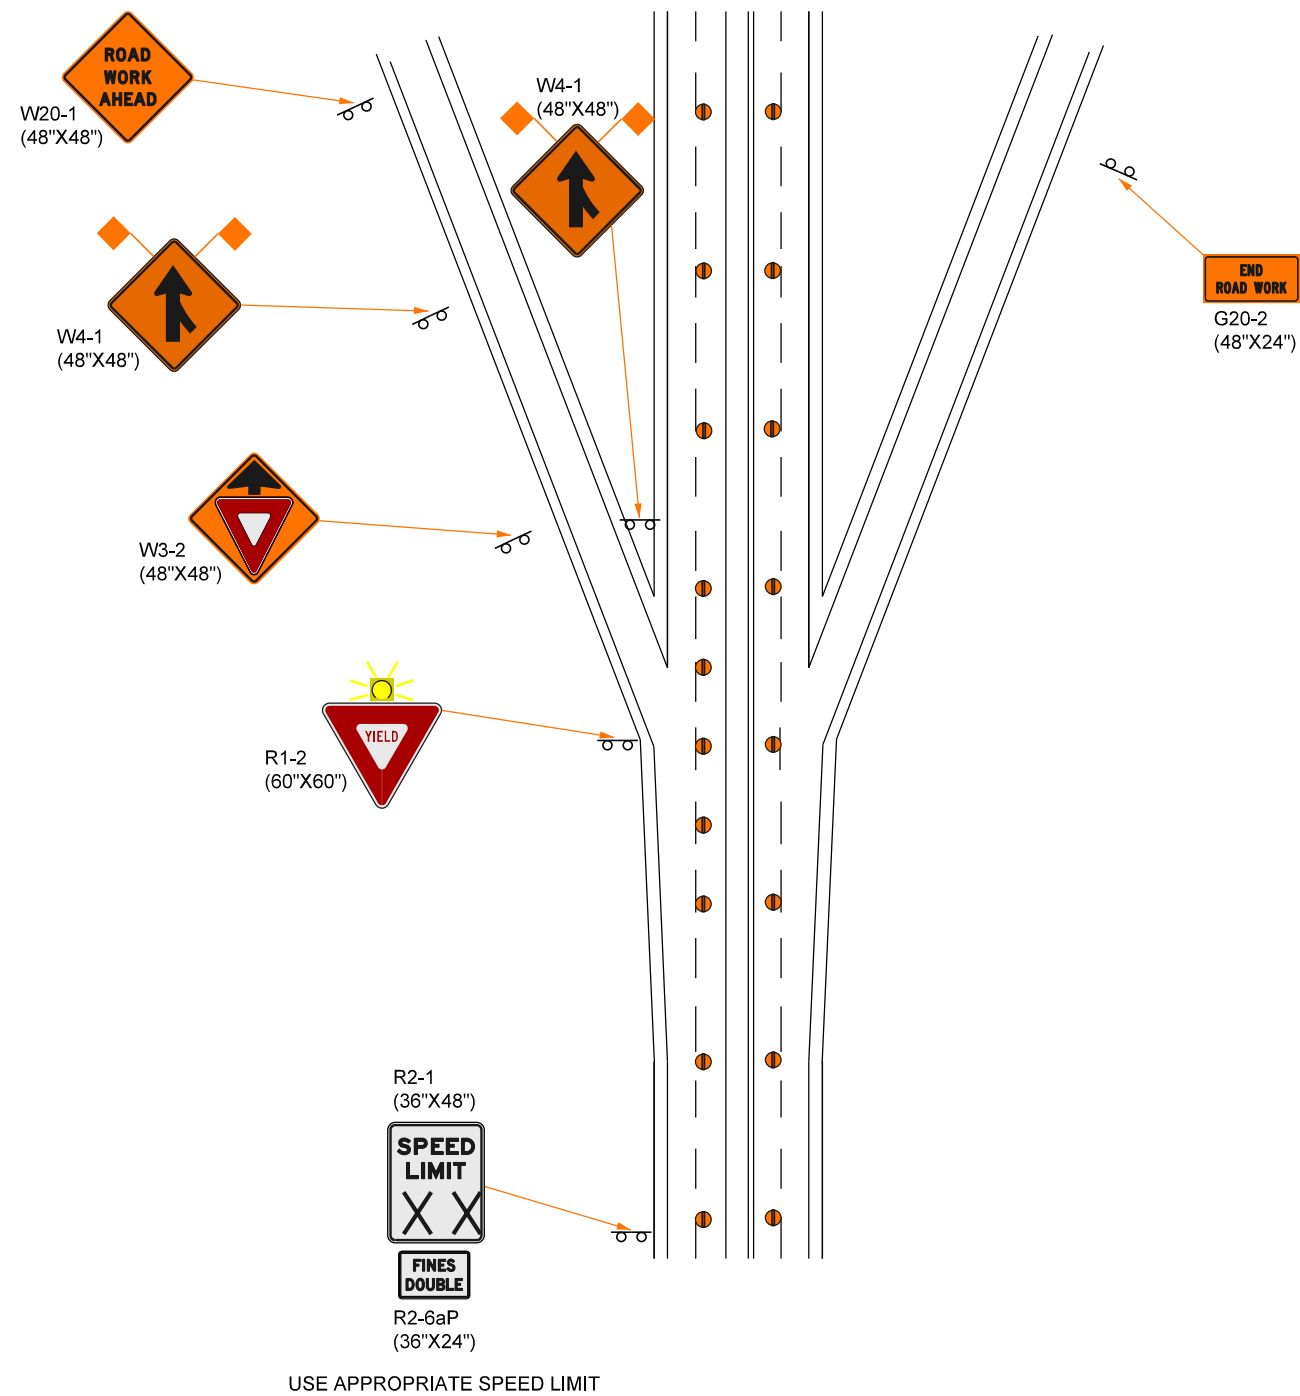 ROAD
WORK
AHEAD
W20-1
(48"X48")
W4-1
(48"X48")
W4-1
(48"X48")
END
ROAD WORK
G20-2
(48"X24")
W3-2
(48"X48")
YIELD
R1-2
(60"X60")
R2-1
(36"X48")
SPEED
LIMIT
X X
FINES
DOUBLE
R2-6aP
(36"X24")
USE APPROPRIATE SPEED LIMIT